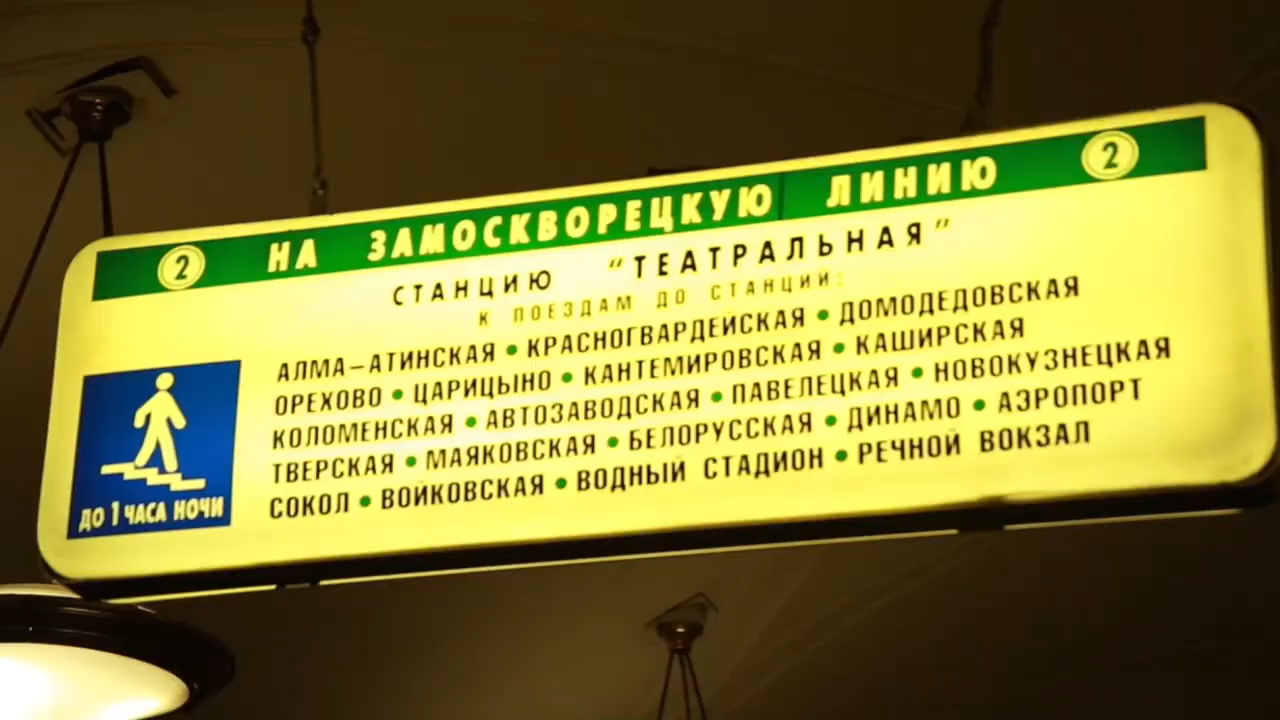 2 НА ЗАМОСКВОРЕЦКУЮ ЛИНИЮ 2
СТАНЦИЮ "ТЕАТРАЛЬНАЯ"
К ПОЕЗДАМ ДО СТАНЦИИ:
АЛМА-АТИНСКАЯ • КРАСНОГВАРДЕЙСКАЯ • ДОМОДЕДОВСКАЯ
ОРЕХОВО • ЦАРИЦЫНО • КАНТЕМИРОВСКАЯ • КАШИРСКАЯ
КОЛОМЕНСКАЯ • АВТОЗАВОДСКАЯ • ПАВЕЛЕЦКАЯ • НОВОКУЗНЕЦКАЯ
ТВЕРСКАЯ • МАЯКОВСКАЯ • БЕЛОРУССКАЯ • ДИНАМО • АЭРОПОРТ
СОКОЛ • ВОЙКОВСКАЯ • ВОДНЫЙ СТАДИОН • РЕЧНОЙ ВОКЗАЛ
ДО 1 ЧАСА НОЧИ